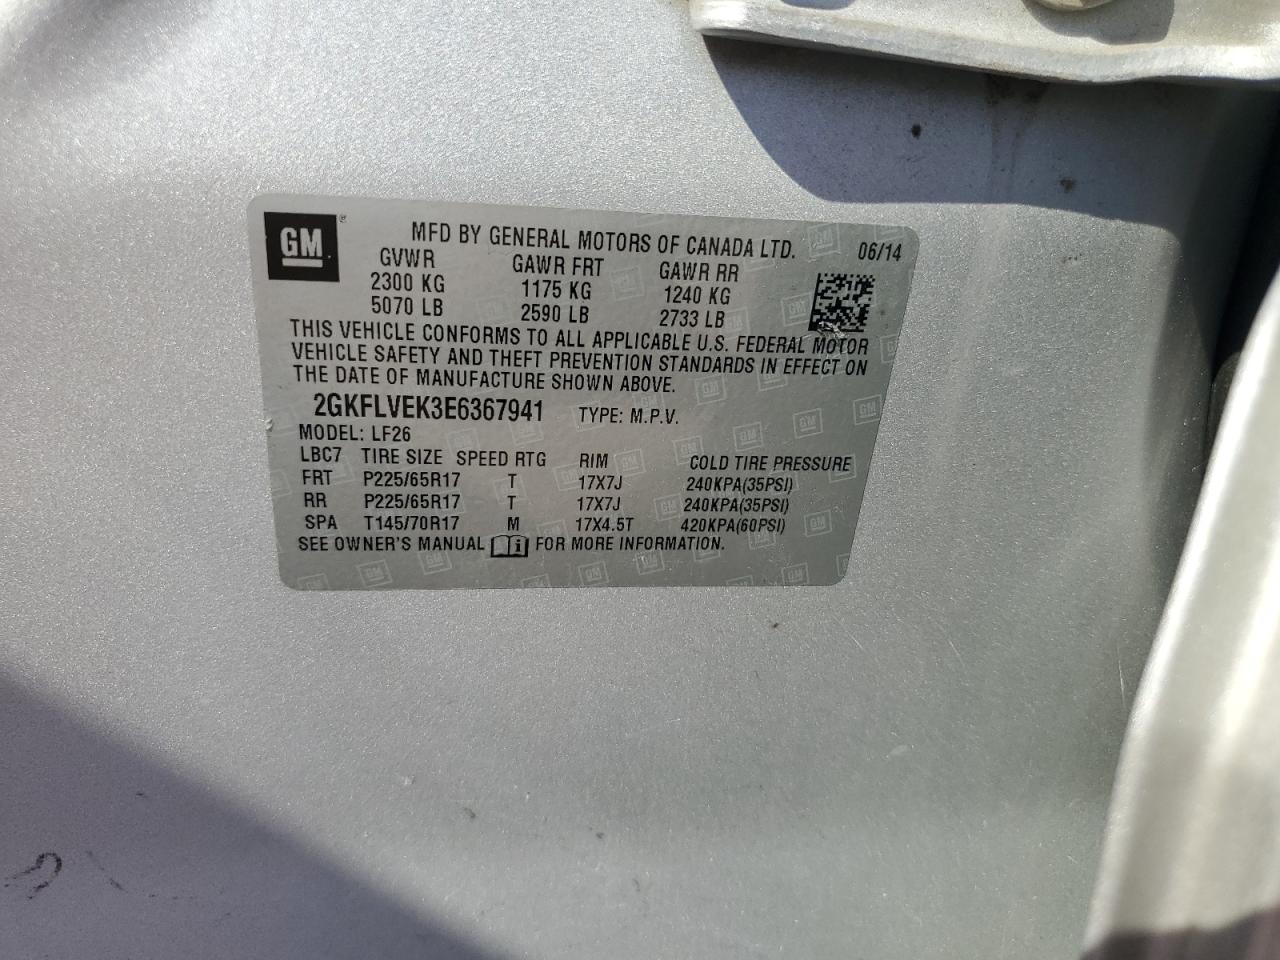 GM ®
MFD BY GENERAL MOTORS OF CANADA LTD. 06/14
GVWR GAWR FRT GAWR RR
2300 KG 1175 KG 1240 KG
5070 LB 2590 LB 2733 LB
THIS VEHICLE CONFORMS TO ALL APPLICABLE U.S. FEDERAL MOTOR
VEHICLE SAFETY AND THEFT PREVENTION STANDARDS IN EFFECT ON
THE DATE OF MANUFACTURE SHOWN ABOVE.
2GKFLVEK3E6367941 TYPE: M.P.V.
MODEL: LF26
LBC7 TIRE SIZE SPEED RTG RIM COLD TIRE PRESSURE
FRT P225/65R17 T 17X7J 240KPA(35PSI)
RR P225/65R17 T 17X7J 240KPA(35PSI)
SPA T145/70R17 M 17X4.5T 420KPA(60PSI)
SEE OWNER'S MANUAL i FOR MORE INFORMATION.